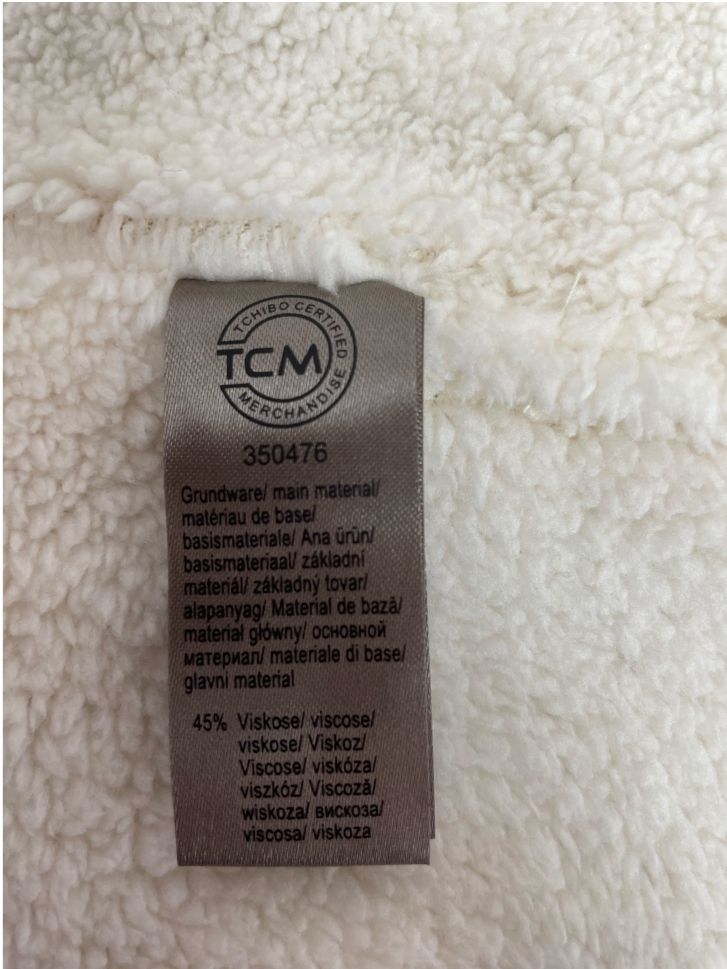 TCHIBO CERTIFIED
TCM
MERCHANDISE
350476
Grundware/ main material/
matériau de base/
basismateriale/ Ana ürün/
basismateriaal/ základní
materiál/ základný tovar/
alapanyag/ Material de bază/
materiał główny/ основной
материал/ materiale di base/
glavni material
45% Viskose/ viscose/
viskose/ Viskoz/
Viscose/ viskóza/
viszkóz/ Viscoză/
wiskoza/ вискоза/
viscosa/ viskoza